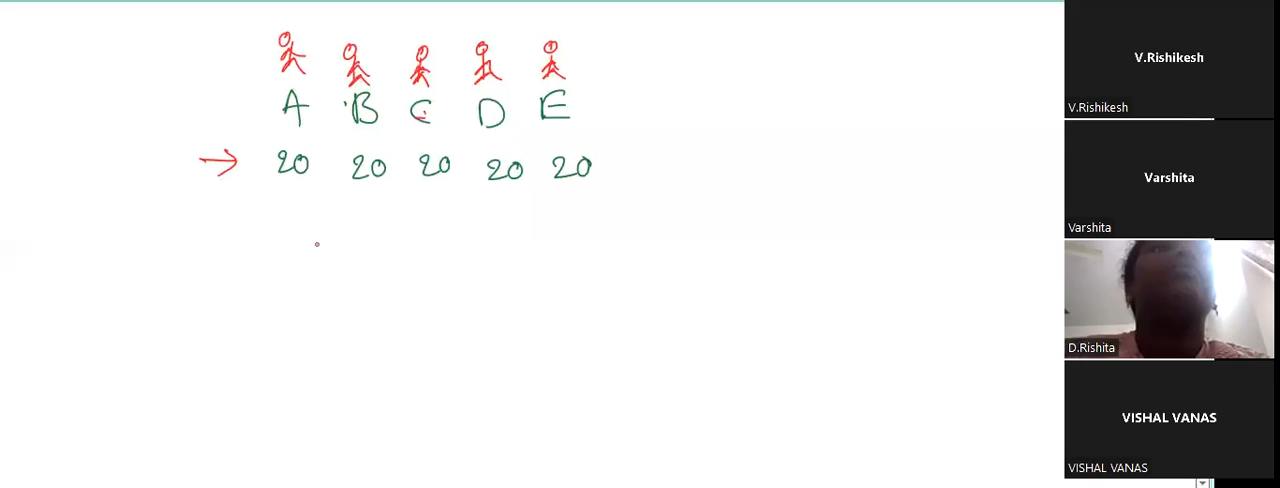 A B C D E
→ 20 20 20 20 20
V.Rishikesh
V.Rishikesh
Varshita
Varshita
D.Rishita
VISHAL VANAS
VISHAL VANAS